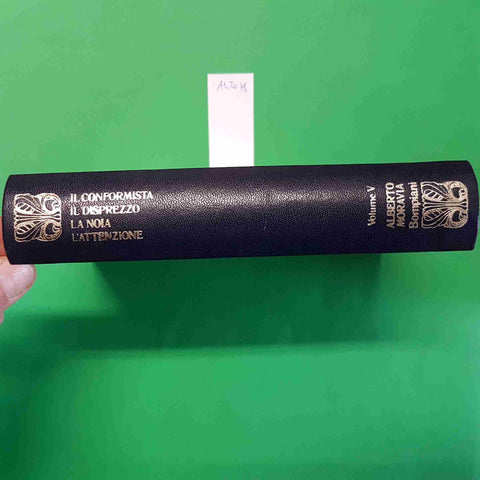 IL CONFORMISTA
IL DISPREZZO
LA NOIA
L'ATTENZIONE
Volume V
ALBERTO
MORAVIA
Bompiani